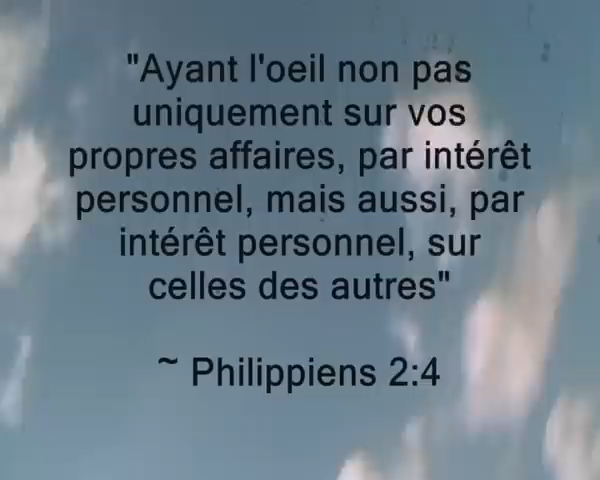 "Ayant l'oeil non pas
uniquement sur vos
propres affaires, par intérêt
personnel, mais aussi, par
intérêt personnel, sur
celles des autres"
~ Philippiens 2:4